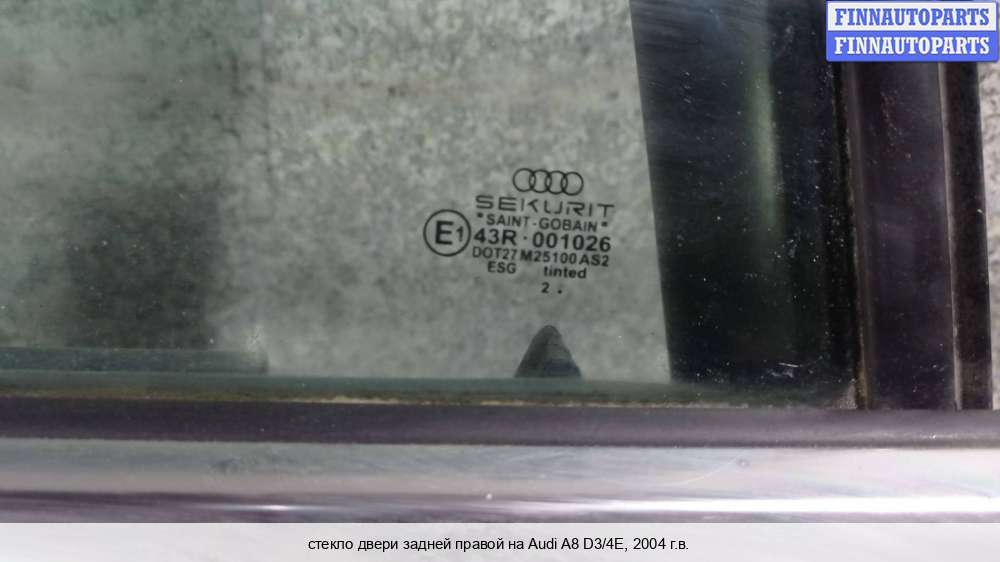 FINNAUTOPARTS
FINNAUTOPARTS
SEKURIT
"SAINT-GOBAIN"
E1 43R · 001026
DOT27 M25100 AS2
ESG tinted
2 .
стекло двери задней правой на Audi A8 D3/4E, 2004 г.в.